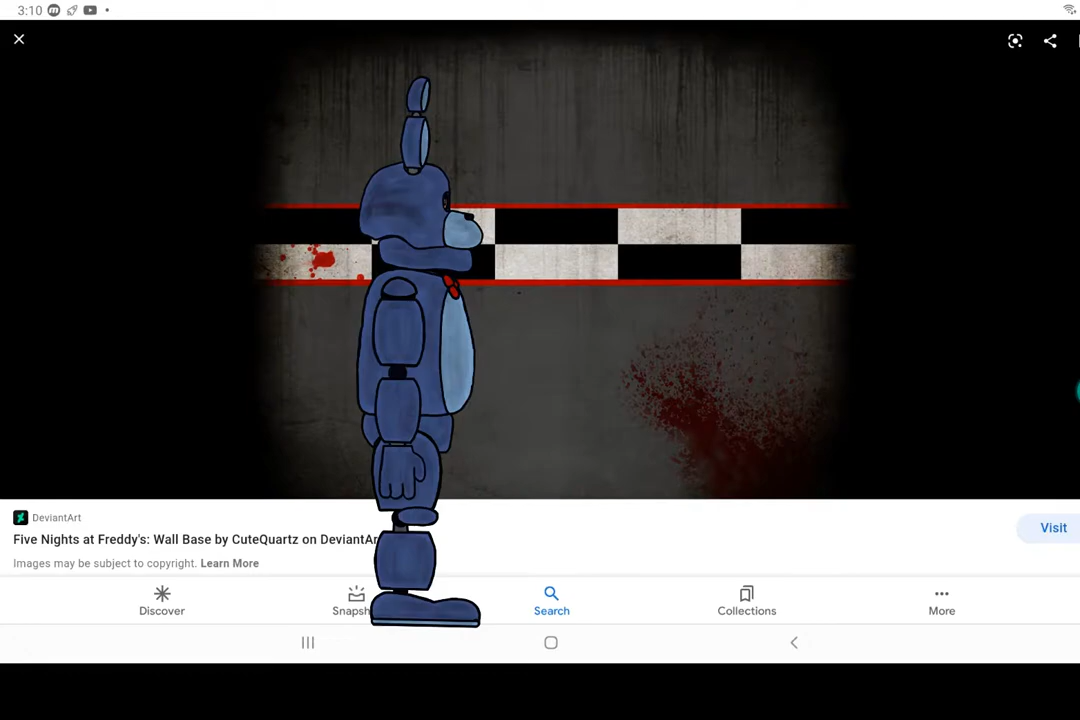 3:10
DeviantArt
Five Nights at Freddy's: Wall Base by CuteQuartz on DeviantAr
Visit
Images may be subject to copyright. Learn More
Discover
Snapsh
Search
Collections
More